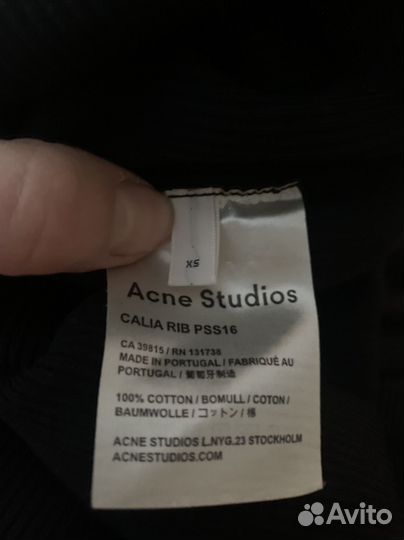 XS
Acne Studios
CALIA RIB PSS16
CA 39815 / RN 131738
MADE IN PORTUGAL / FABRIQUÉ AU
PORTUGAL / 葡萄牙制造
100% COTTON / BOMULL / COTON /
BAUMWOLLE / コットン / 棉
ACNE STUDIOS L.NYG.23 STOCKHOLM
ACNESTUDIOS.COM
Avito